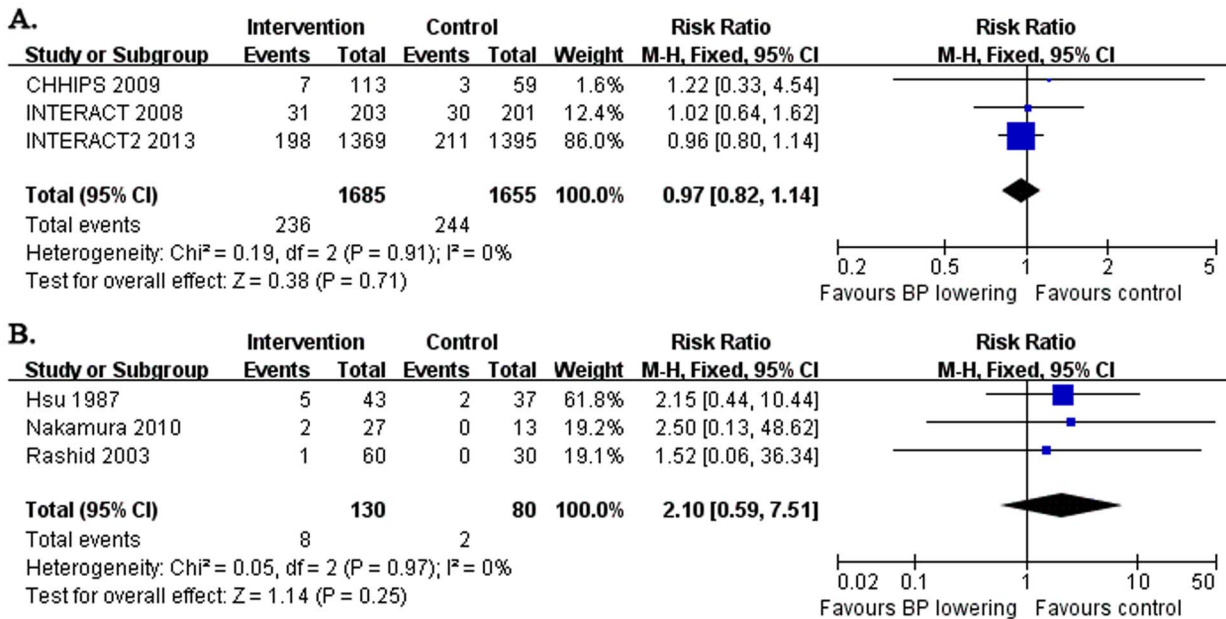 A.
Intervention Control Risk Ratio Risk Ratio
Study or Subgroup Events Total Events Total Weight M-H, Fixed, 95% CI M-H, Fixed, 95% CI
CHHIPS 2009 7 113 3 59 1.6% 1.22 [0.33, 4.54]
INTERACT 2008 31 203 30 201 12.4% 1.02 [0.64, 1.62]
INTERACT2 2013 198 1369 211 1395 86.0% 0.96 [0.80, 1.14]
Total (95% CI) 1685 1655 100.0% 0.97 [0.82, 1.14]
Total events 236 244
Heterogeneity: Chi² = 0.19, df = 2 (P = 0.91); I² = 0%
Test for overall effect: Z = 0.38 (P = 0.71)
0.2 0.5 1 2 5
Favours BP lowering Favours control
B.
Intervention Control Risk Ratio Risk Ratio
Study or Subgroup Events Total Events Total Weight M-H, Fixed, 95% CI M-H, Fixed, 95% CI
Hsu 1987 5 43 2 37 61.8% 2.15 [0.44, 10.44]
Nakamura 2010 2 27 0 13 19.2% 2.50 [0.13, 48.62]
Rashid 2003 1 60 0 30 19.1% 1.52 [0.06, 36.34]
Total (95% CI) 130 80 100.0% 2.10 [0.59, 7.51]
Total events 8 2
Heterogeneity: Chi² = 0.05, df = 2 (P = 0.97); I² = 0%
Test for overall effect: Z = 1.14 (P = 0.25)
0.02 0.1 1 10 50
Favours BP lowering Favours control